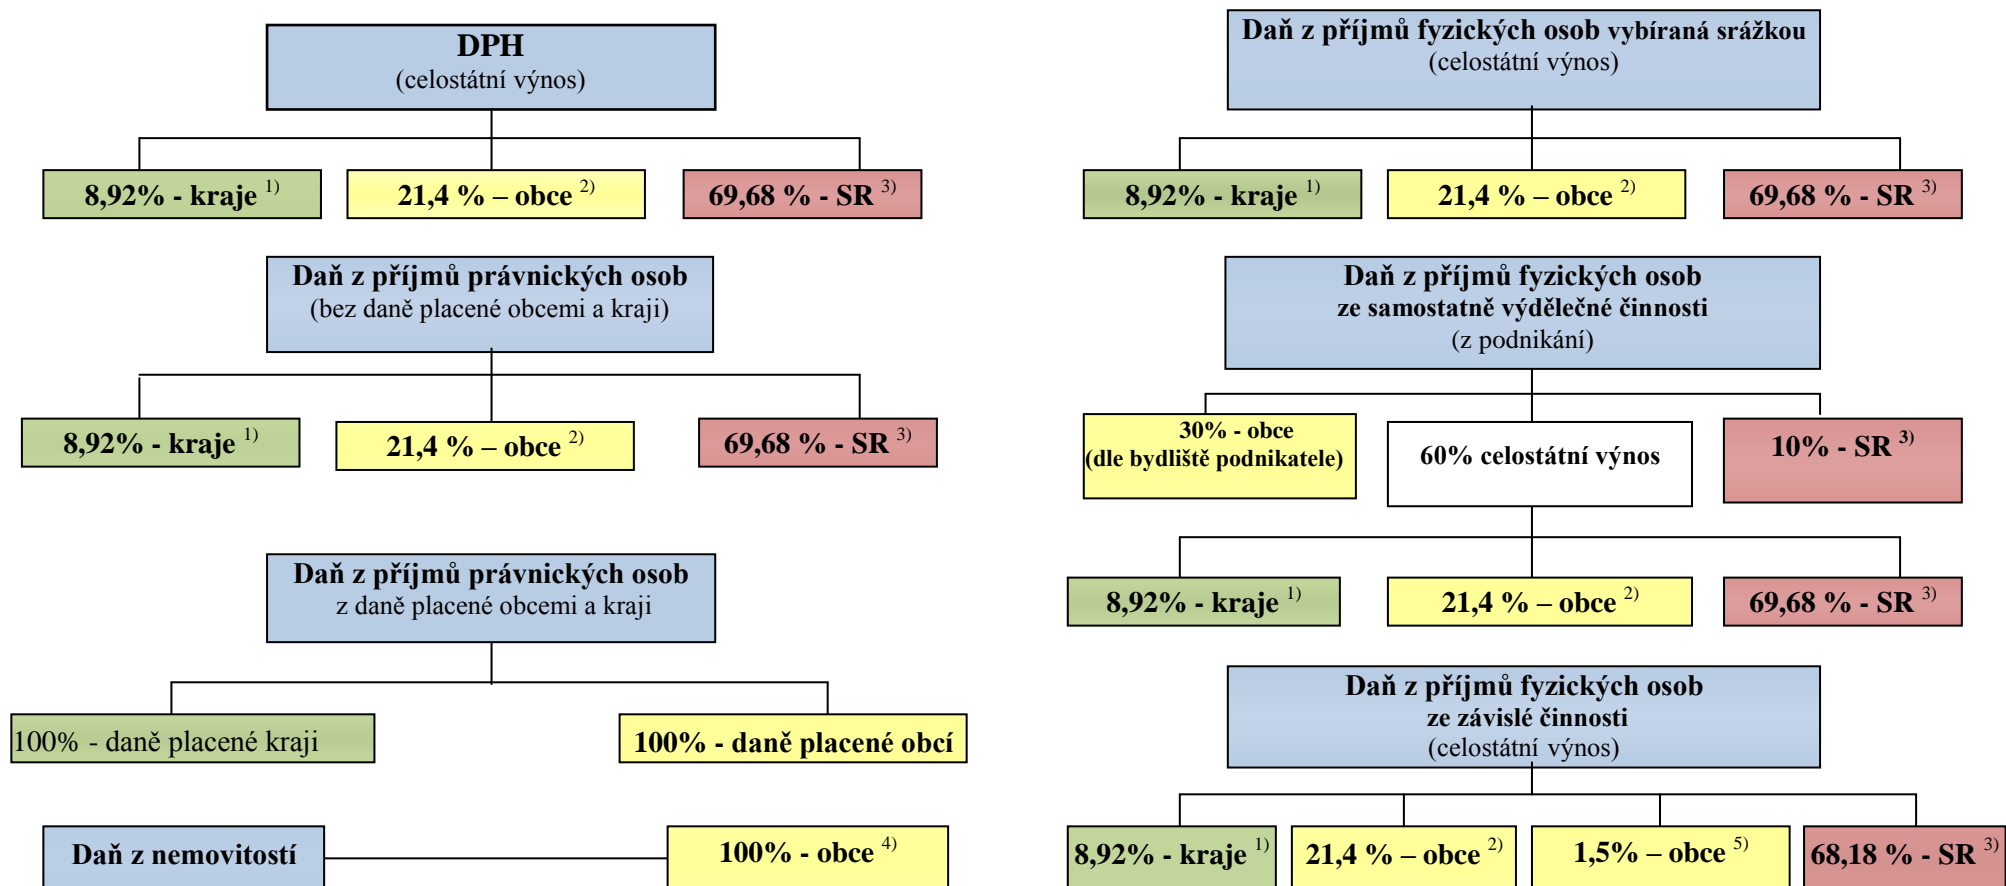 DPH
(celostátní výnos)
8,92% - kraje 1)
21,4 % – obce 2)
69,68 % - SR 3)
Daň z příjmů právnických osob
(bez daně placené obcemi a kraji)
8,92% - kraje 1)
21,4 % – obce 2)
69,68 % - SR 3)
Daň z příjmů právnických osob
z daně placené obcemi a kraji
100% - daně placené kraji
100% - daně placené obcí
Daň z nemovitostí
100% - obce 4)
Daň z příjmů fyzických osob vybíraná srážkou
(celostátní výnos)
8,92% - kraje 1)
21,4 % – obce 2)
69,68 % - SR 3)
Daň z příjmů fyzických osob
ze samostatně výdělečné činnosti
(z podnikání)
30% - obce
(dle bydliště podnikatele)
60% celostátní výnos
10% - SR 3)
8,92% - kraje 1)
21,4 % – obce 2)
69,68 % - SR 3)
Daň z příjmů fyzických osob
ze závislé činnosti
(celostátní výnos)
8,92% - kraje 1)
21,4 % – obce 2)
1,5% – obce 5)
68,18 % - SR 3)